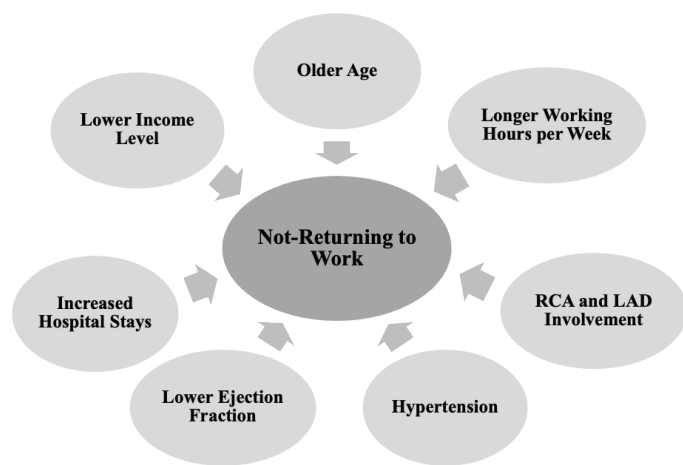 Older Age
Lower Income
Level
Longer Working
Hours per Week
Not-Returning to
Work
Increased
Hospital Stays
RCA and LAD
Involvement
Lower Ejection
Fraction
Hypertension